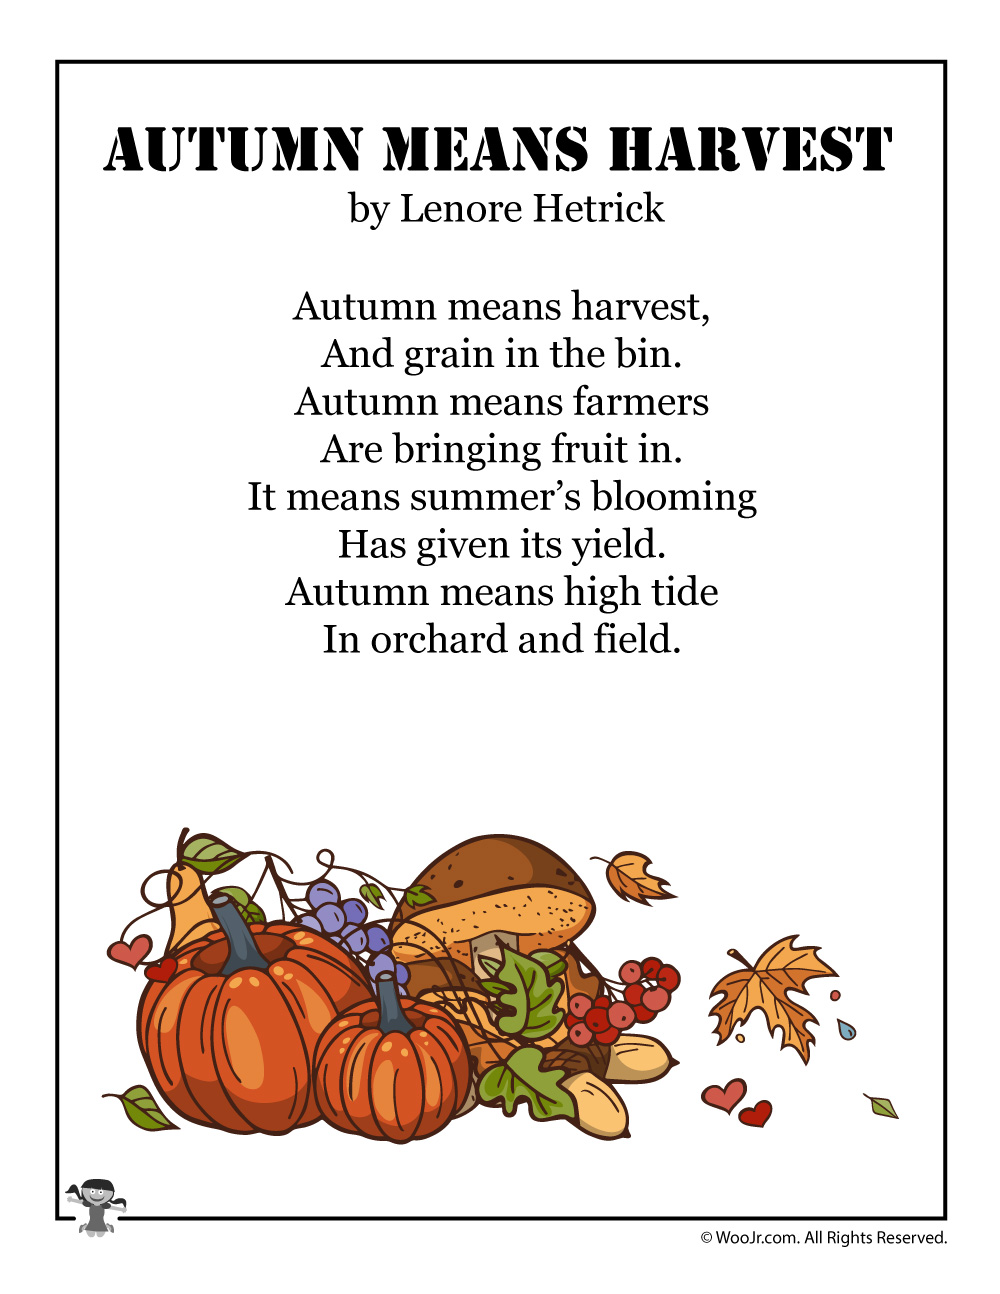 AUTUMN MEANS HARVEST
by Lenore Hetrick
Autumn means harvest,
And grain in the bin.
Autumn means farmers
Are bringing fruit in.
It means summer’s blooming
Has given its yield.
Autumn means high tide
In orchard and field.
© WooJr.com. All Rights Reserved.